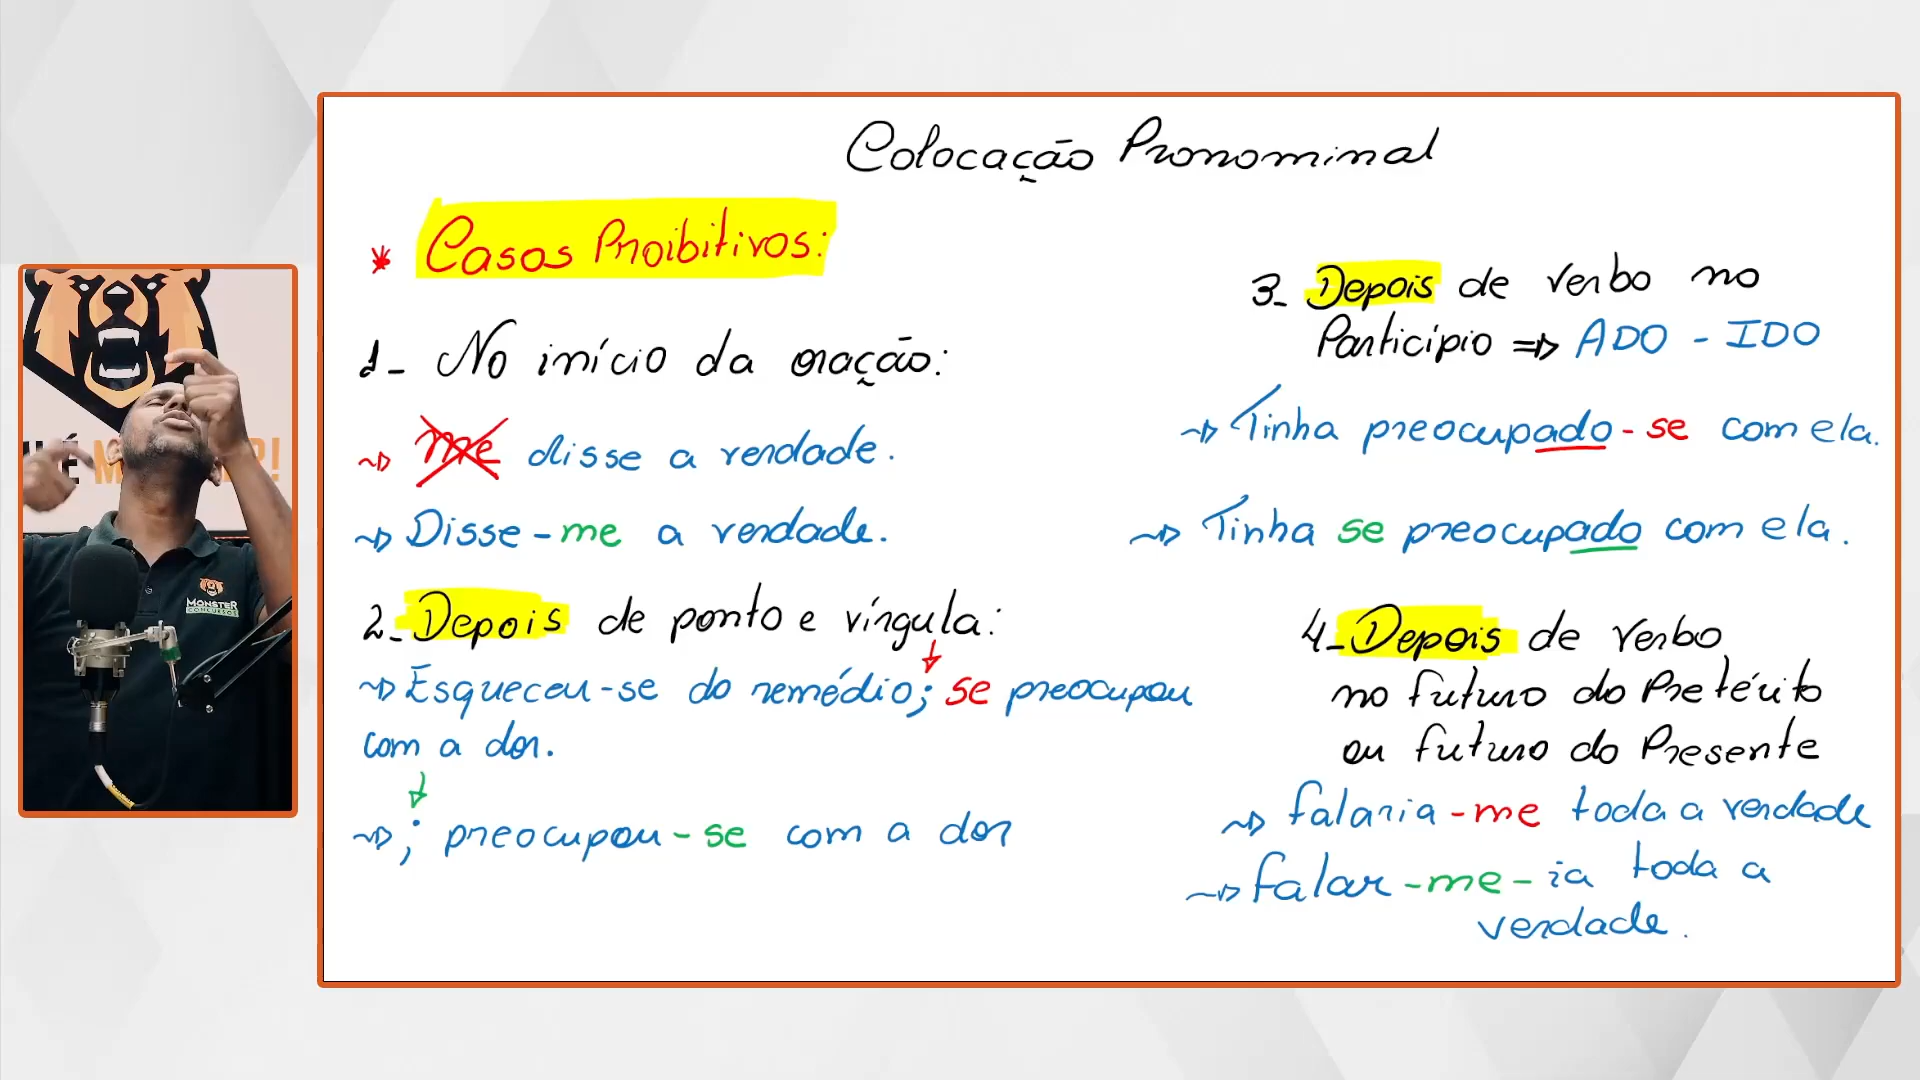 Colocação Pronominal
* Casos Proibitivos:
1- No início da oração:
~> me disse a verdade.
~> Disse-me a verdade.
2- Depois de ponto e vírgula:
~> Esqueceu-se do remédio; se preocupou
com a dor.
~> ; preocupou-se com a dor
3- Depois de verbo no
Particípio => ADO - IDO
~> Tinha preocupado-se com ela.
~> Tinha se preocupado com ela.
4- Depois de verbo
no futuro do Pretérito
ou futuro do Presente
~> falaria-me toda a verdade
~> falar-me-ia toda a
verdade.
MONSTER
CONCURSOS